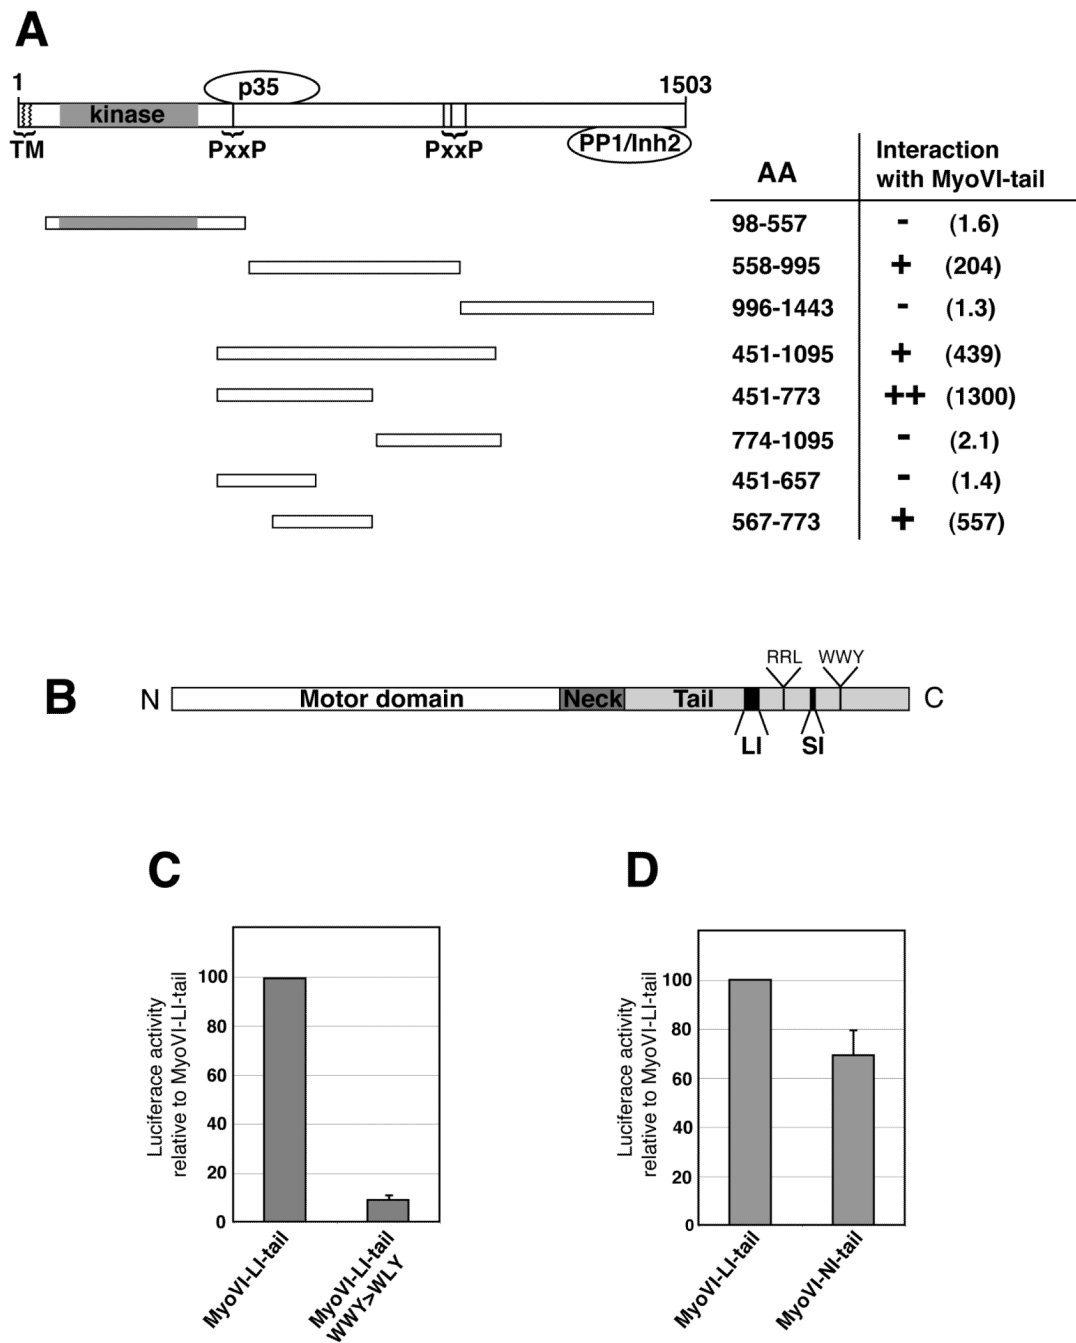 A
1 p35 1503
kinase
TM PxxP PxxP PP1/Inh2
AA Interaction
with MyoVI-tail
98-557 - (1.6)
558-995 + (204)
996-1443 - (1.3)
451-1095 + (439)
451-773 ++ (1300)
774-1095 - (2.1)
451-657 - (1.4)
567-773 + (557)
B
RRL WWY
N Motor domain Neck Tail C
LI SI
C
Luciferace activity
relative to MyoVI-LI-tail
100
80
60
40
20
0
MyoVI-LI-tail
MyoVI-LI-tail
WWY>WLY
D
Luciferace activity
relative to MyoVI-LI-tail
100
80
60
40
20
0
MyoVI-LI-tail
MyoVI-NI-tail